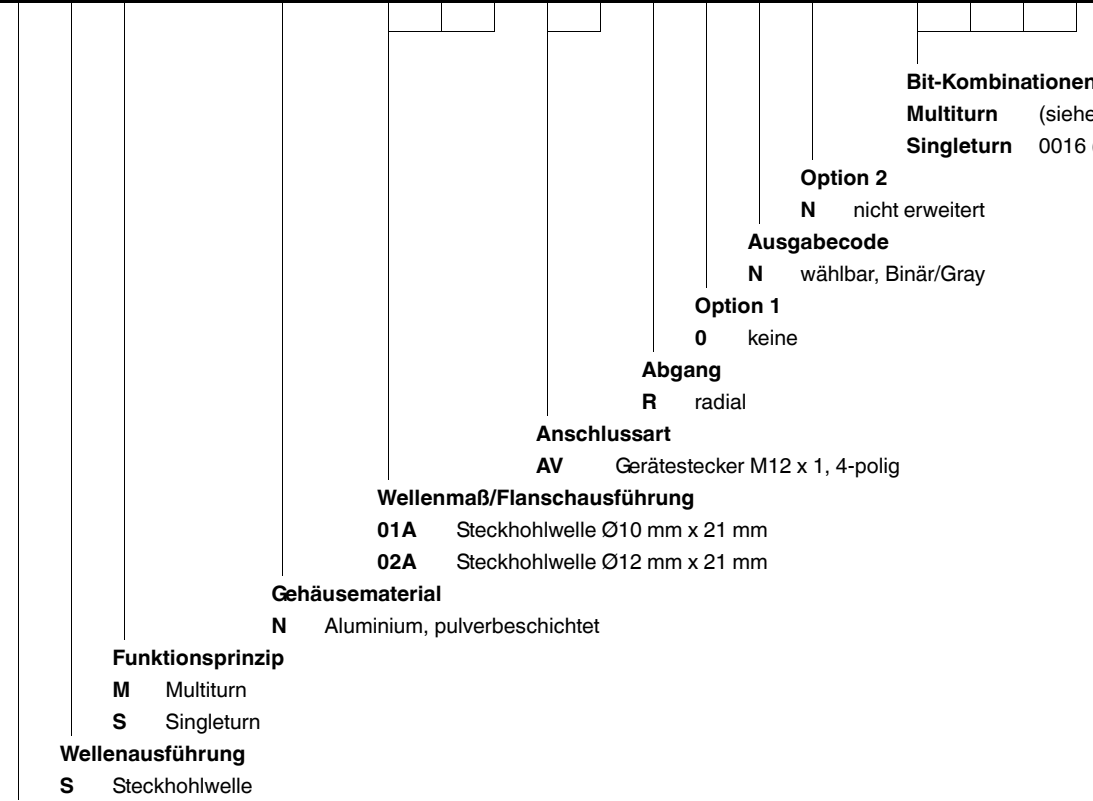 Bit-Kombinationen
Multiturn (siehe
Singleturn 0016
Option 2
N nicht erweitert
Ausgabecode
N wählbar, Binär/Gray
Option 1
0 keine
Abgang
R radial
Anschlussart
AV Gerätestecker M12 x 1, 4-polig
Wellenmaß/Flanschausführung
01A Steckhohlwelle Ø10 mm x 21 mm
02A Steckhohlwelle Ø12 mm x 21 mm
Gehäusematerial
N Aluminium, pulverbeschichtet
Funktionsprinzip
M Multiturn
S Singleturn
Wellenausführung
S Steckhohlwelle